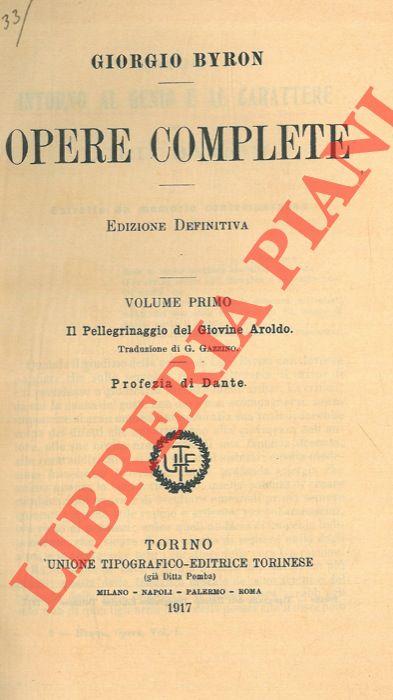 33/
GIORGIO BYRON
OPERE COMPLETE
EDIZIONE DEFINITIVA
VOLUME PRIMO
Il Pellegrinaggio del Giovine Aroldo.
Traduzione di G. GAZZINO.
Profezia di Dante.
UTET
TORINO
UNIONE TIPOGRAFICO-EDITRICE TORINESE
(già Ditta Pomba)
MILANO – NAPOLI – PALERMO – ROMA
1917
LIBRERIA PIANI